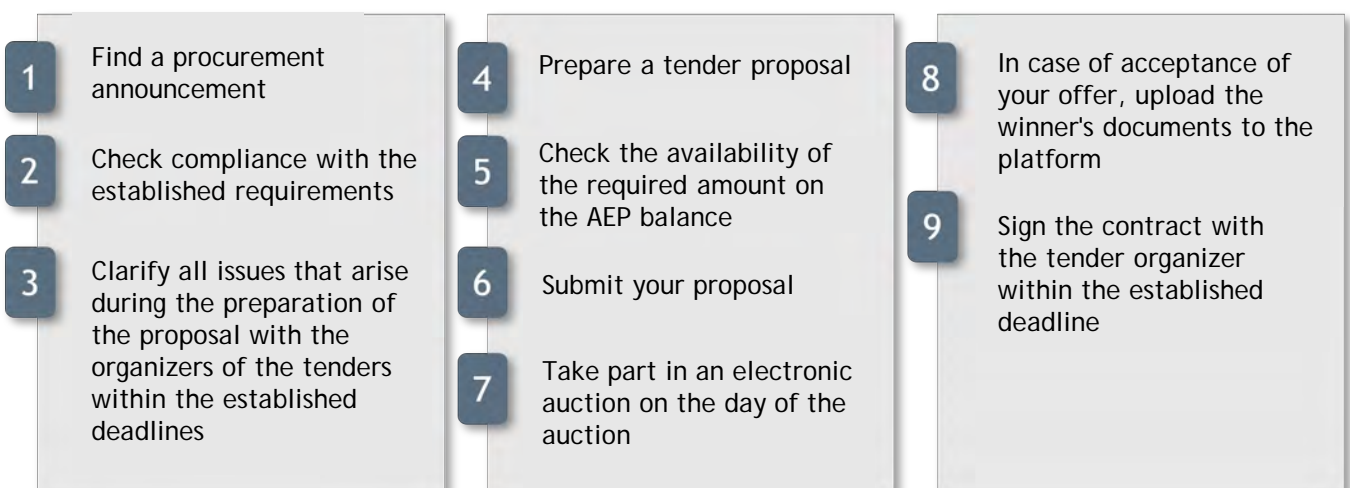 1
Find a procurement
announcement
2
Check compliance with the
established requirements
3
Clarify all issues that arise
during the preparation of
the proposal with the
organizers of the tenders
within the established
deadlines
4
Prepare a tender proposal
5
Check the availability of
the required amount on
the AEP balance
6
Submit your proposal
7
Take part in an electronic
auction on the day of the
auction
8
In case of acceptance of
your offer, upload the
winner's documents to the
platform
9
Sign the contract with
the tender organizer
within the established
deadline